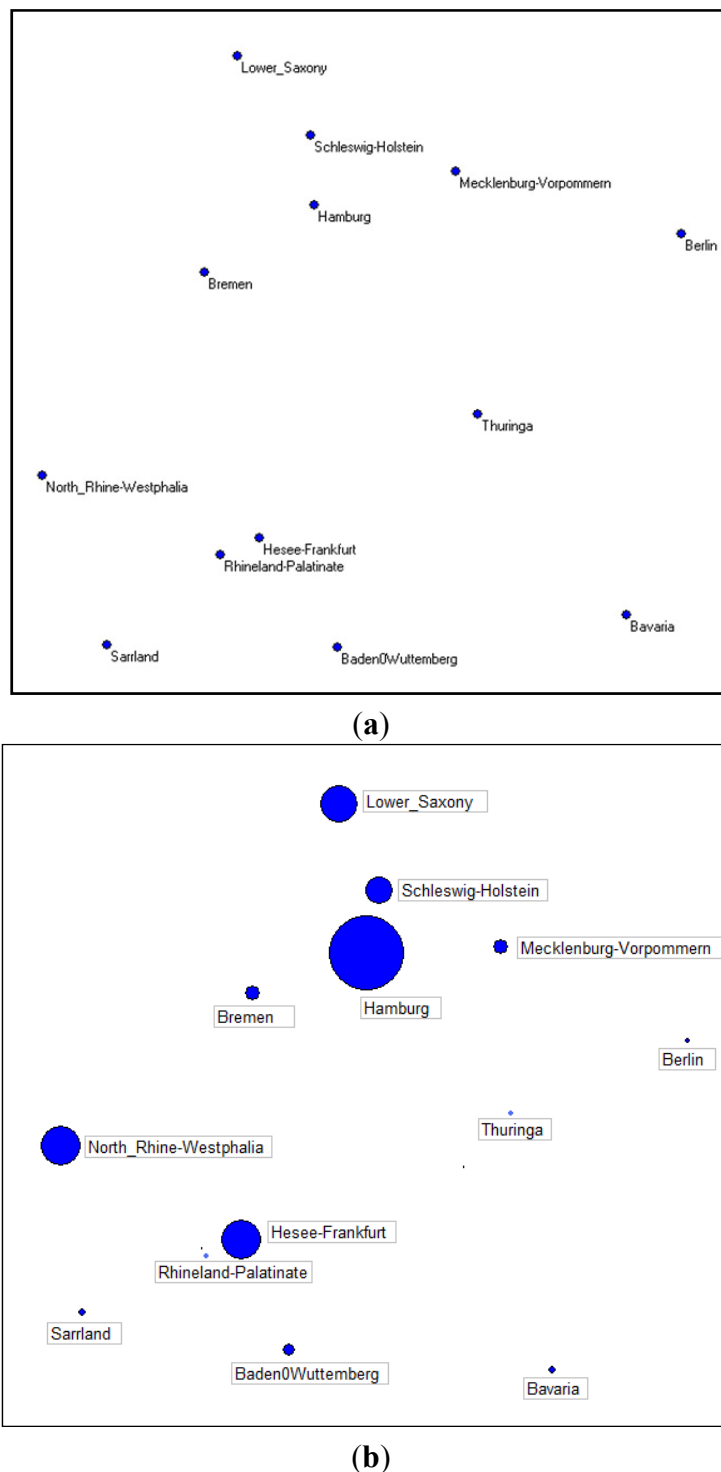 Lower_Saxony
Schleswig-Holstein
Mecklenburg-Vorpommern
Hamburg
Berlin
Bremen
Thuringa
North_Rhine-Westphalia
Hesee-Frankfurt
Rhineland-Palatinate
Bavaria
Sarrland
Baden0Wuttemberg
(a)
Lower_Saxony
Schleswig-Holstein
Mecklenburg-Vorpommern
Hamburg
Bremen
Berlin
Thuringa
North_Rhine-Westphalia
Hesee-Frankfurt
Rhineland-Palatinate
Sarrland
Baden0Wuttemberg
Bavaria
(b)